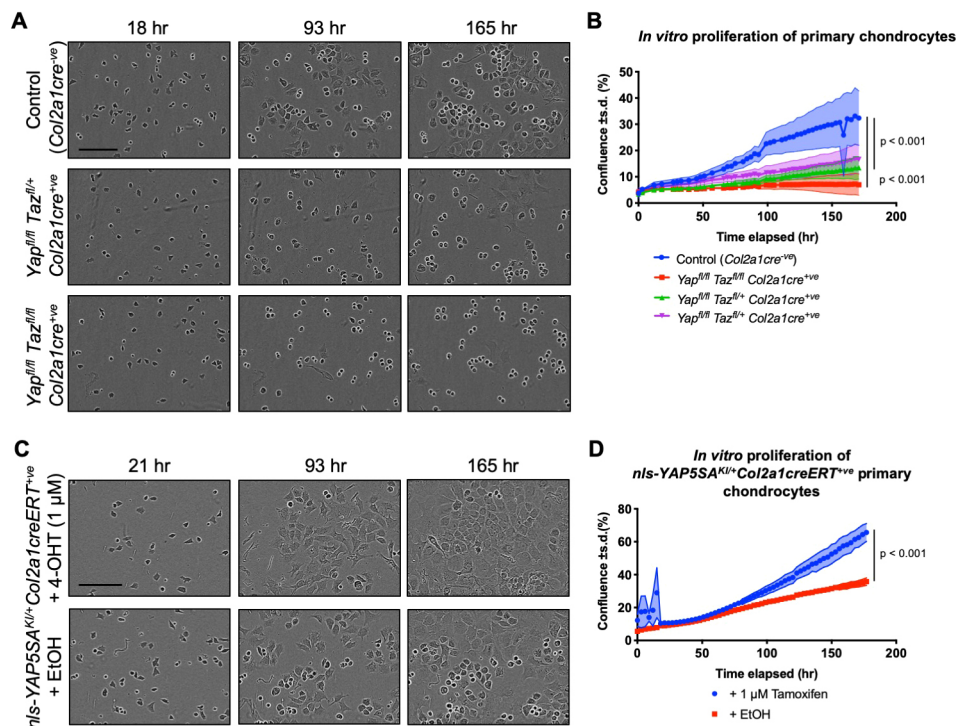 A
18 hr
93 hr
165 hr
Control
(Col2a1cre-ve)
Yapfl/fl Tazfl/+
Col2a1cre+ve
Yapfl/fl Tazfl/fl
Col2a1cre+ve
B
In vitro proliferation of primary chondrocytes
Confluence ±s.d. (%)
50
40
30
20
10
0
0
50
100
150
200
Time elapsed (hr)
p < 0.001
p < 0.001
Control (Col2a1cre-ve)
Yapfl/fl Tazfl/fl Col2a1cre+ve
Yapfl/fl Tazfl/+ Col2a1cre+ve
Yapfl/fl Tazfl/+ Col2a1cre+ve
C
21 hr
93 hr
165 hr
nls-YAP5SAKI/+Col2a1creERT+ve
+ 4-OHT (1 µM)
nls-YAP5SAKI/+
+ EtOH
D
In vitro proliferation of
nls-YAP5SAKI/+Col2a1creERT+ve primary
chondrocytes
Confluence ±s.d.(%)
80
60
40
20
0
0
50
100
150
200
Time elapsed (hr)
p < 0.001
+ 1 µM Tamoxifen
+ EtOH